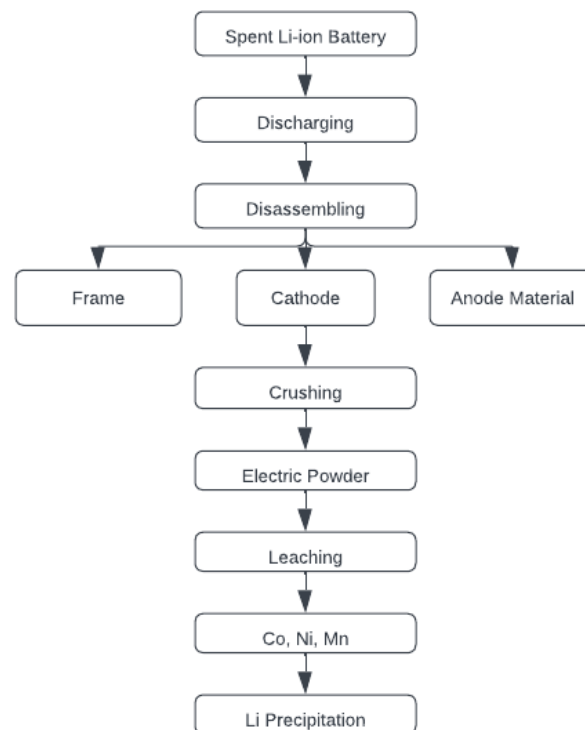 Spent Li-ion Battery
Discharging
Disassembling
Frame
Cathode
Anode Material
Crushing
Electric Powder
Leaching
Co, Ni, Mn
Li Precipitation